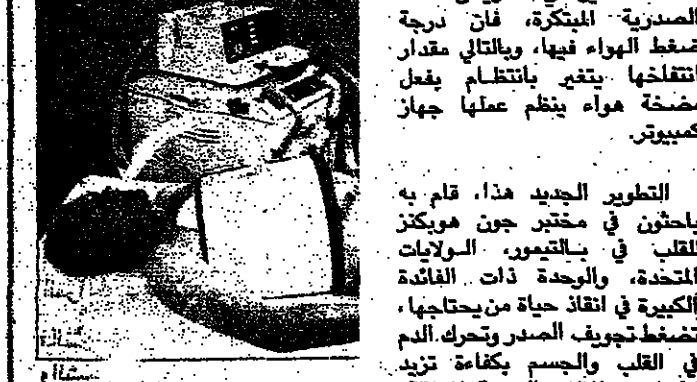 الصدرية المبتكرة، فان درجة
ضغط الهواء فيها، وبالتالي مقدار
انتفاخها يتغير بانتظام بفعل
مضخة هواء ينظم عملها جهاز
كمبيوتر.
التطوير الجديد هذا، قام به
باحثون في مختبر جون هوبكنز
للقلب في بالتيمور، الولايات
المتحدة، والوحدة ذات الفائدة
الكبيرة في انقاذ حياة من يحتاجها،
تضغط تجويف الصدر وتحرك الدم
في القلب والجسم بكفاءة تزيد